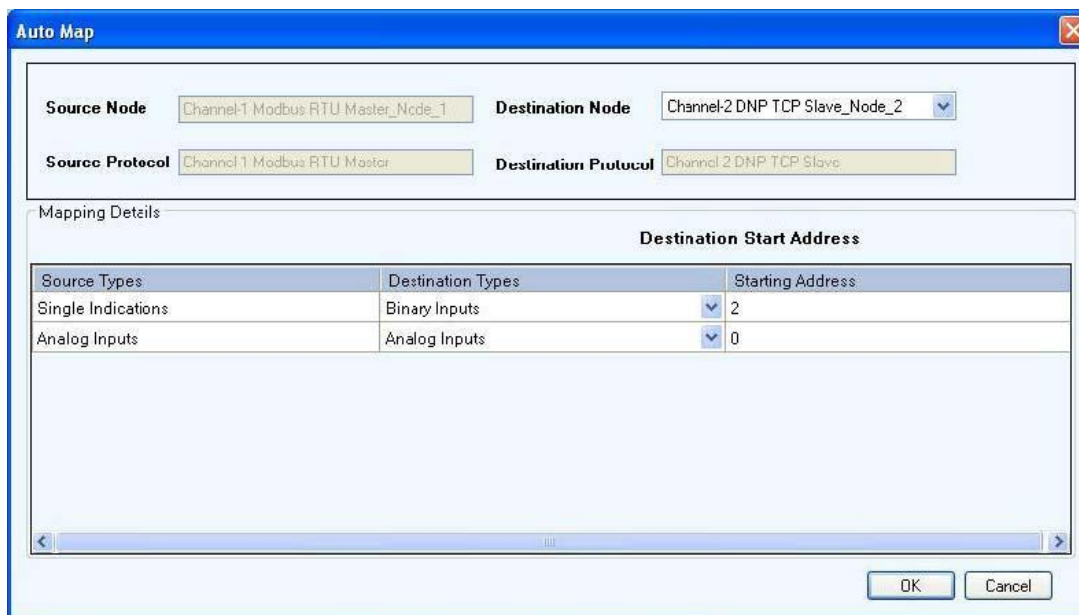 Auto Map
Source Node Channel-1 Modbus RTU Master_Node_1 Destination Node Channel-2 DNP TCP Slave_Node_2
Source Protocol Channel 1 Modbus RTU Master Destination Protocol Channel 2 DNP TCP Slave
Mapping Details
Destination Start Address
Source Types Destination Types Starting Address
Single Indications Binary Inputs 2
Analog Inputs Analog Inputs 0
OK Cancel